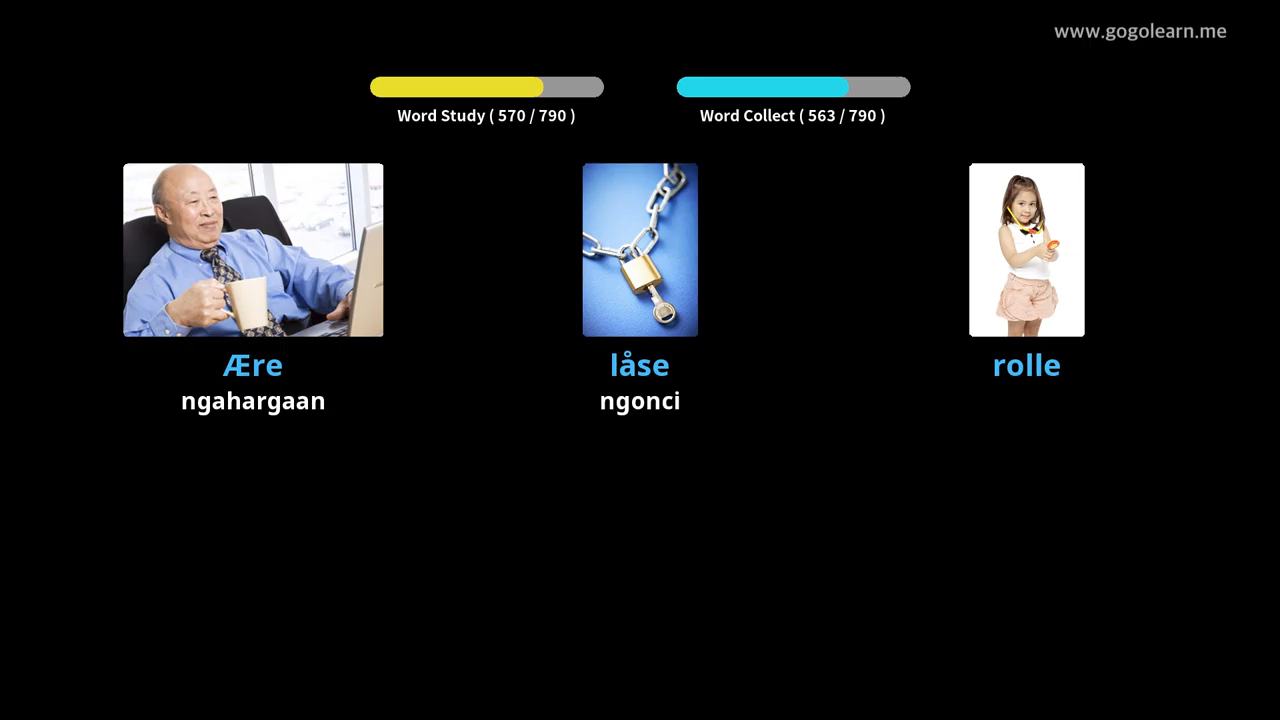 www.gogolearn.me
Word Study ( 570 / 790 )
Word Collect ( 563 / 790 )
Ære
ngahargaan
låse
ngonci
rolle